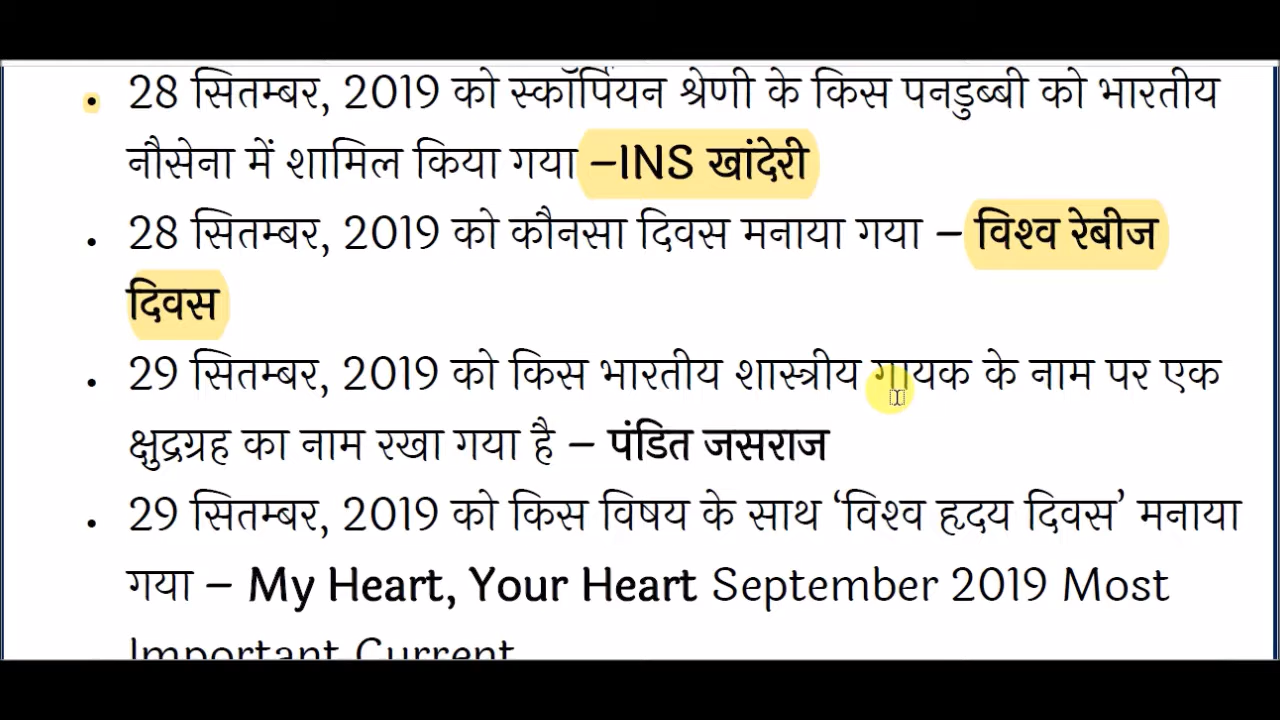 • 28 सितम्बर, 2019 को स्कॉर्पियन श्रेणी के किस पनडुब्बी को भारतीय
नौसेना में शामिल किया गया –INS खांदेरी
• 28 सितम्बर, 2019 को कौनसा दिवस मनाया गया – विश्व रेबीज
दिवस
• 29 सितम्बर, 2019 को किस भारतीय शास्त्रीय गायक के नाम पर एक
क्षुद्रग्रह का नाम रखा गया है – पंडित जसराज
• 29 सितम्बर, 2019 को किस विषय के साथ ‘विश्व हृदय दिवस’ मनाया
गया – My Heart, Your Heart September 2019 Most
Important Current